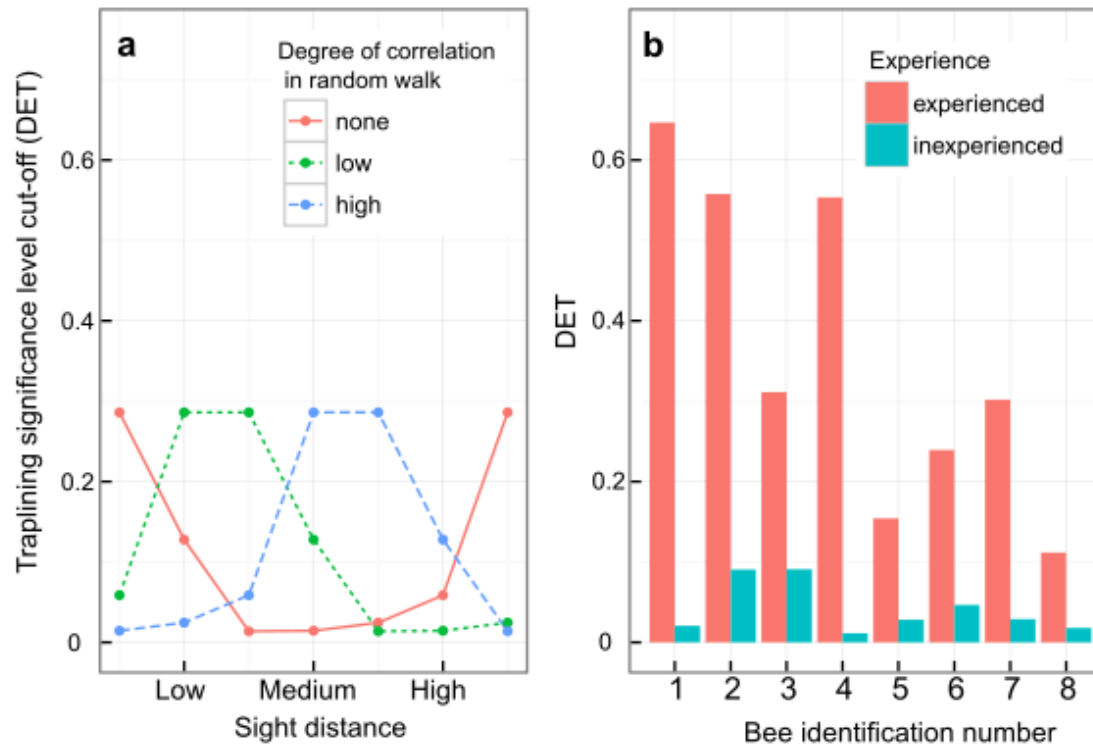 a
Degree of correlation
in random walk
none
low
high
Traplining significance level cut-off (DET)
0.6
0.4
0.2
0
Low Medium High
Sight distance
b
Experience
experienced
inexperienced
DET
0.6
0.4
0.2
0
1 2 3 4 5 6 7 8
Bee identification number